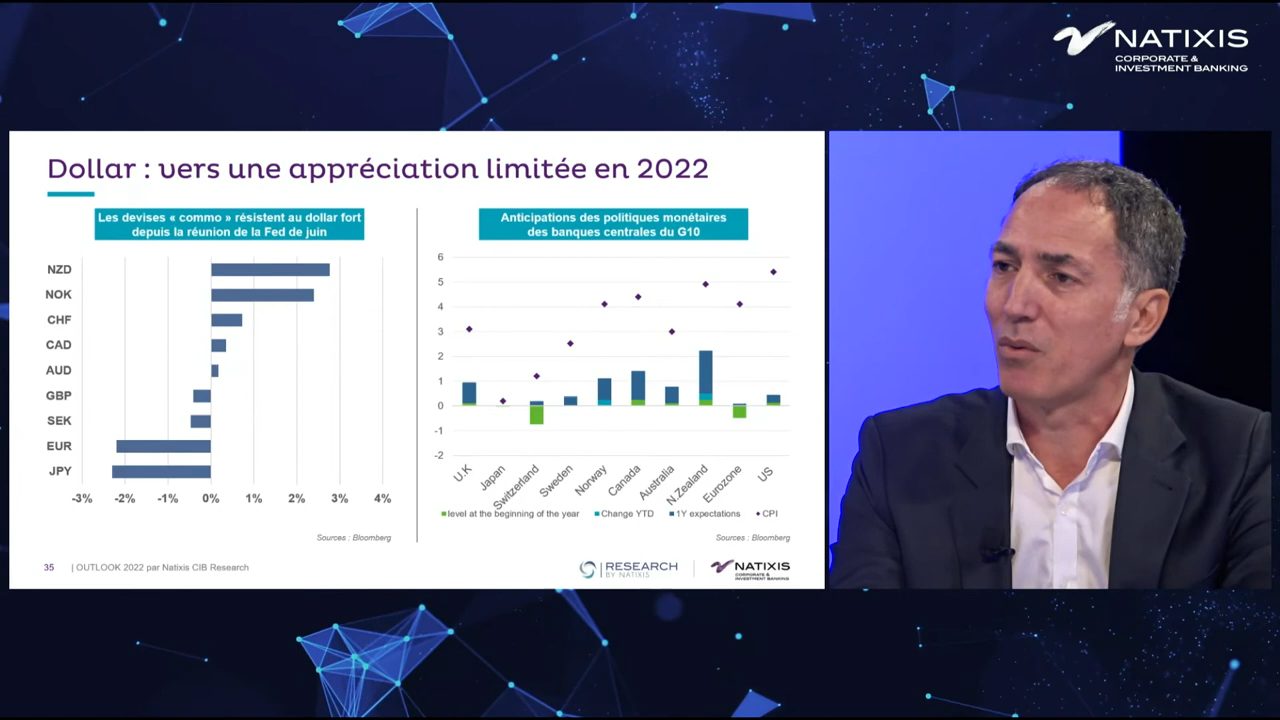 NATIXIS
CORPORATE &
INVESTMENT BANKING
Dollar : vers une appréciation limitée en 2022
Les devises « commo » résistent au dollar fort
depuis la réunion de la Fed de juin
NZD
NOK
CHF
CAD
AUD
GBP
SEK
EUR
JPY
-3% -2% -1% 0% 1% 2% 3% 4%
Sources : Bloomberg
Anticipations des politiques monétaires
des banques centrales du G10
6
5
4
3
2
1
0
-1
-2
U.K Japan Switzerland Sweden Norway Canada Australia N.Zealand Eurozone US
level at the beginning of the year Change YTD 1Y expectations CPI
Sources : Bloomberg
35 | OUTLOOK 2022 par Natixis CIB Research
RESEARCH
BY NATIXIS
NATIXIS
CORPORATE &
INVESTMENT BANKING